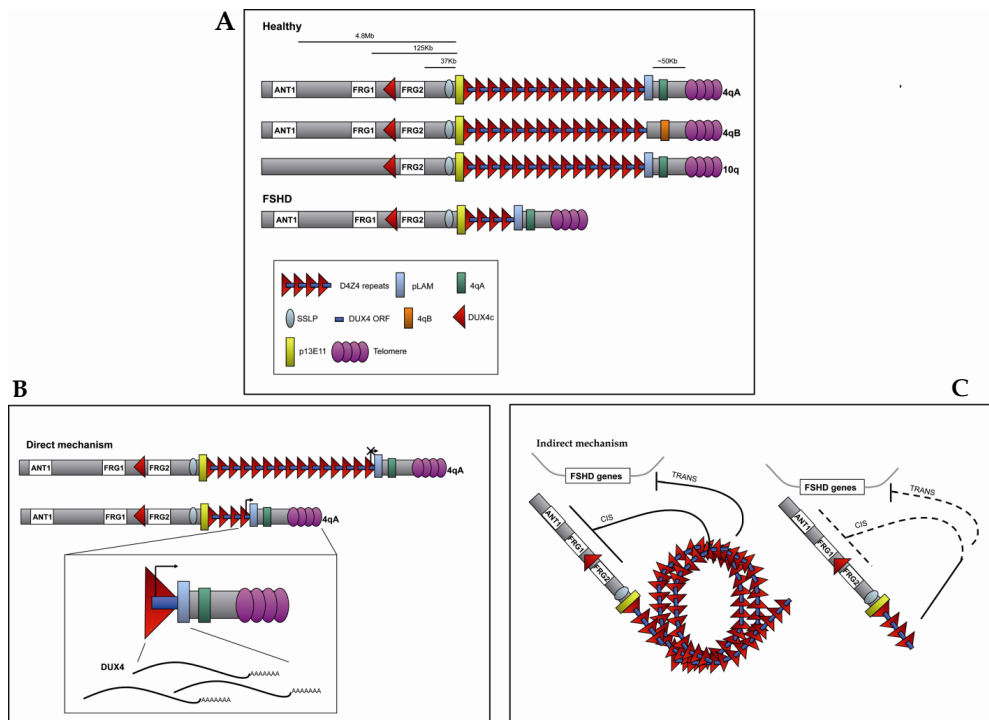 A
Healthy
4.8Mb
125Kb
37Kb
~50Kb
ANT1 FRG1 FRG2 4qA
ANT1 FRG1 FRG2 4qB
FRG2 10q
FSHD
ANT1 FRG1 FRG2
D4Z4 repeats pLAM 4qA
SSLP DUX4 ORF 4qB DUX4c
p13E11 Telomere
B
Direct mechanism
ANT1 FRG1 FRG2 4qA
ANT1 FRG1 FRG2 4qA
DUX4
AAAAAAA
AAAAAAA
AAAAAAA
C
Indirect mechanism
FSHD genes TRANS
CIS
ANT1 FRG1 FRG2
FSHD genes TRANS
CIS
ANT1 FRG1 FRG2